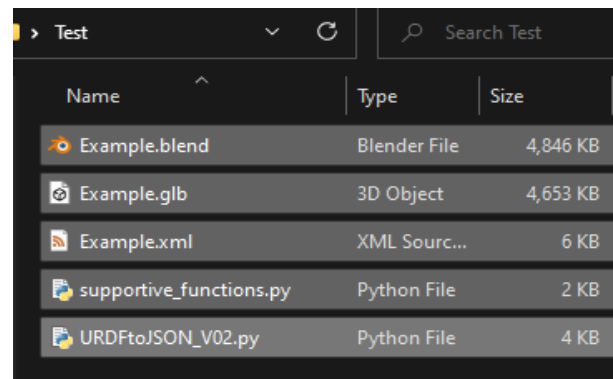 > Test Search Test
Name Type Size
Example.blend Blender File 4,846 KB
Example.glb 3D Object 4,653 KB
Example.xml XML Sourc... 6 KB
supportive_functions.py Python File 2 KB
URDFtoJSON_V02.py Python File 4 KB